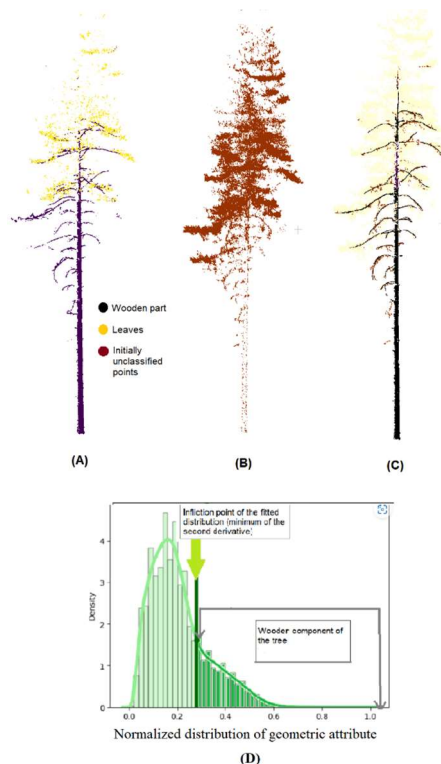 Wooden part
Leaves
Initially
unclassified
points
(A)
(B)
(C)
Infliction point of the fitted
distribution (minimum of the
second derivative)
Wooder component of
the tree
Density
4
3
2
1
0
0.0 0.2 0.4 0.6 0.8 1.0
Normalized distribution of geometric attribute
(D)